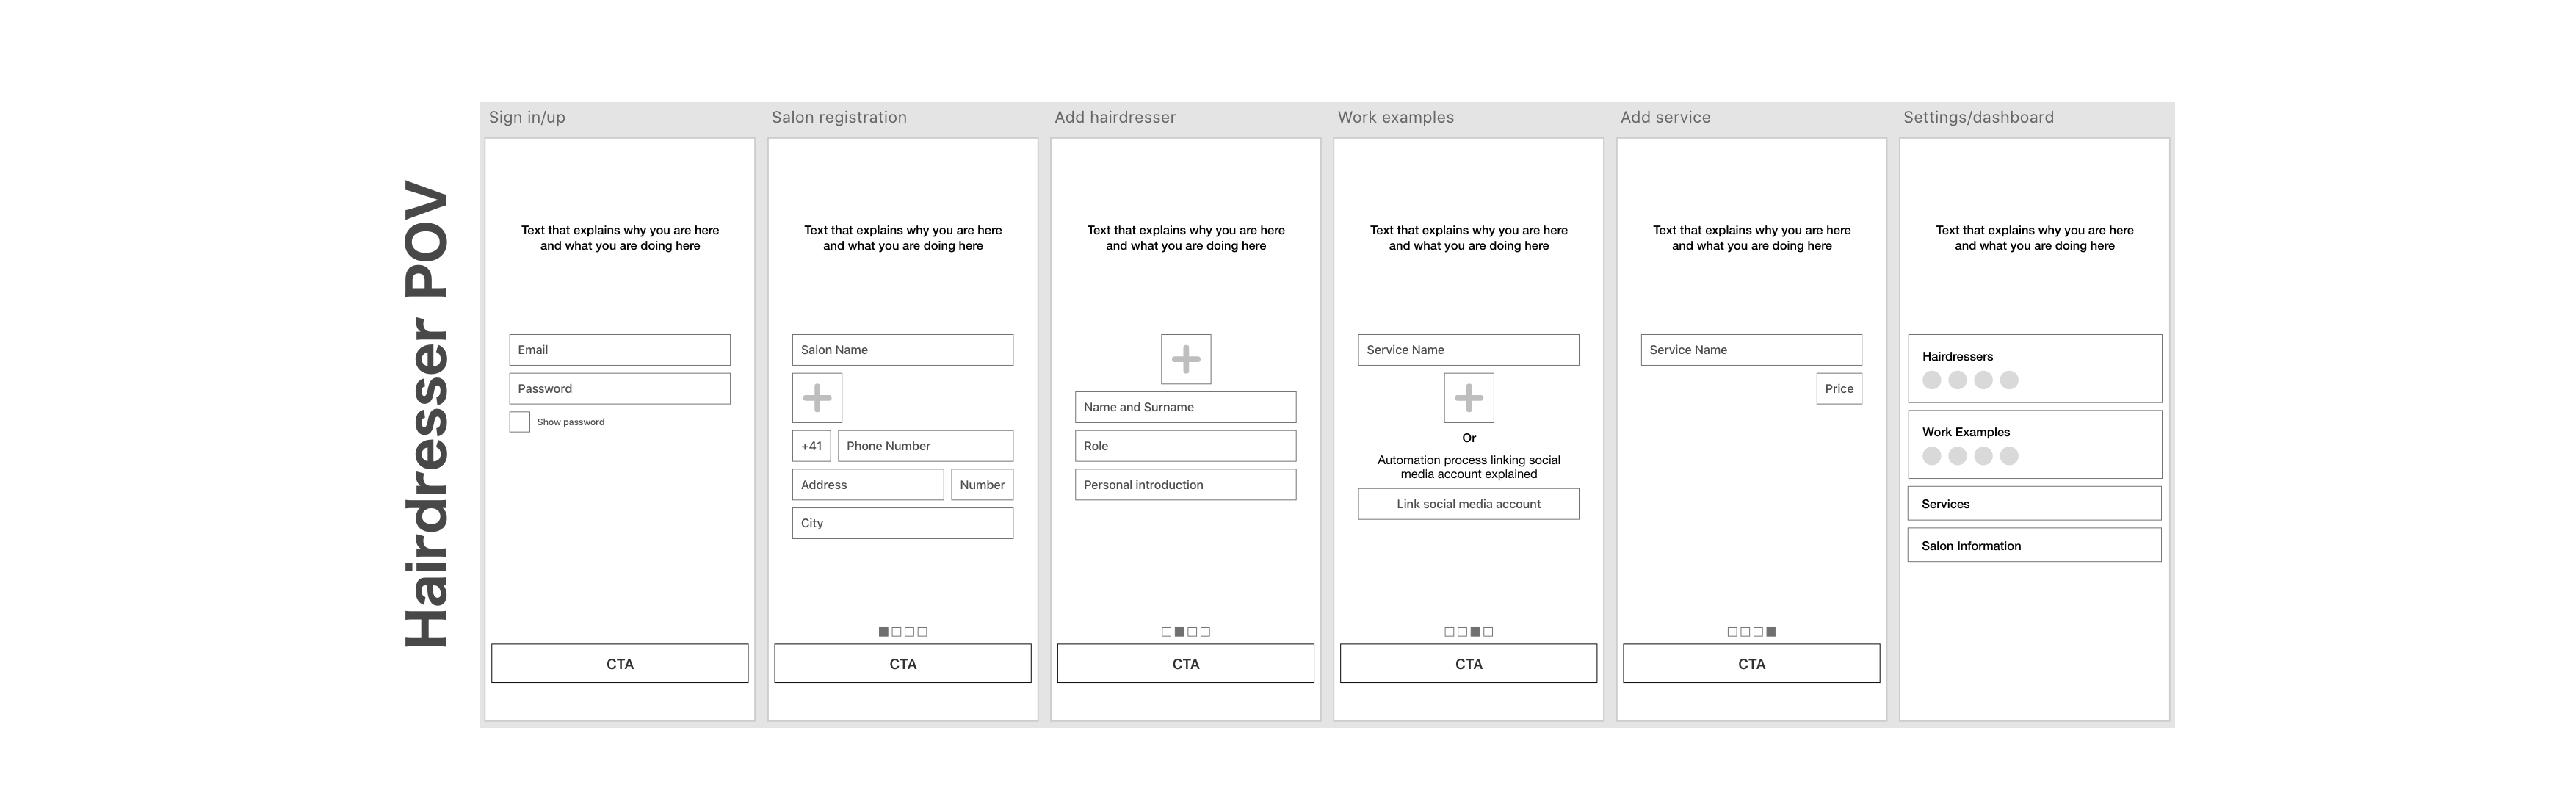 Hairdresser POV
Sign in/up
Text that explains why you are here
and what you are doing here
Email
Password
Show password
CTA
Salon registration
Text that explains why you are here
and what you are doing here
Salon Name
+41
Phone Number
Address
Number
City
CTA
Add hairdresser
Text that explains why you are here
and what you are doing here
Name and Surname
Role
Personal introduction
CTA
Work examples
Text that explains why you are here
and what you are doing here
Service Name
Or
Automation process linking social
media account explained
Link social media account
CTA
Add service
Text that explains why you are here
and what you are doing here
Service Name
Price
CTA
Settings/dashboard
Text that explains why you are here
and what you are doing here
Hairdressers
Work Examples
Services
Salon Information